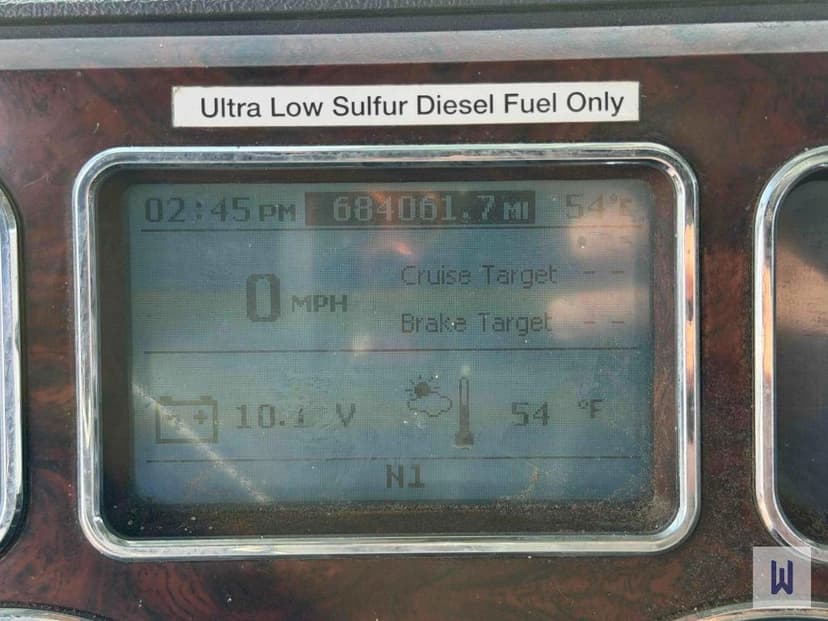 Ultra Low Sulfur Diesel Fuel Only
02:45 PM 684061.7 MI 54°F
Cruise Target - -
0 MPH
Brake Target - -
V 54 °F
N1
W